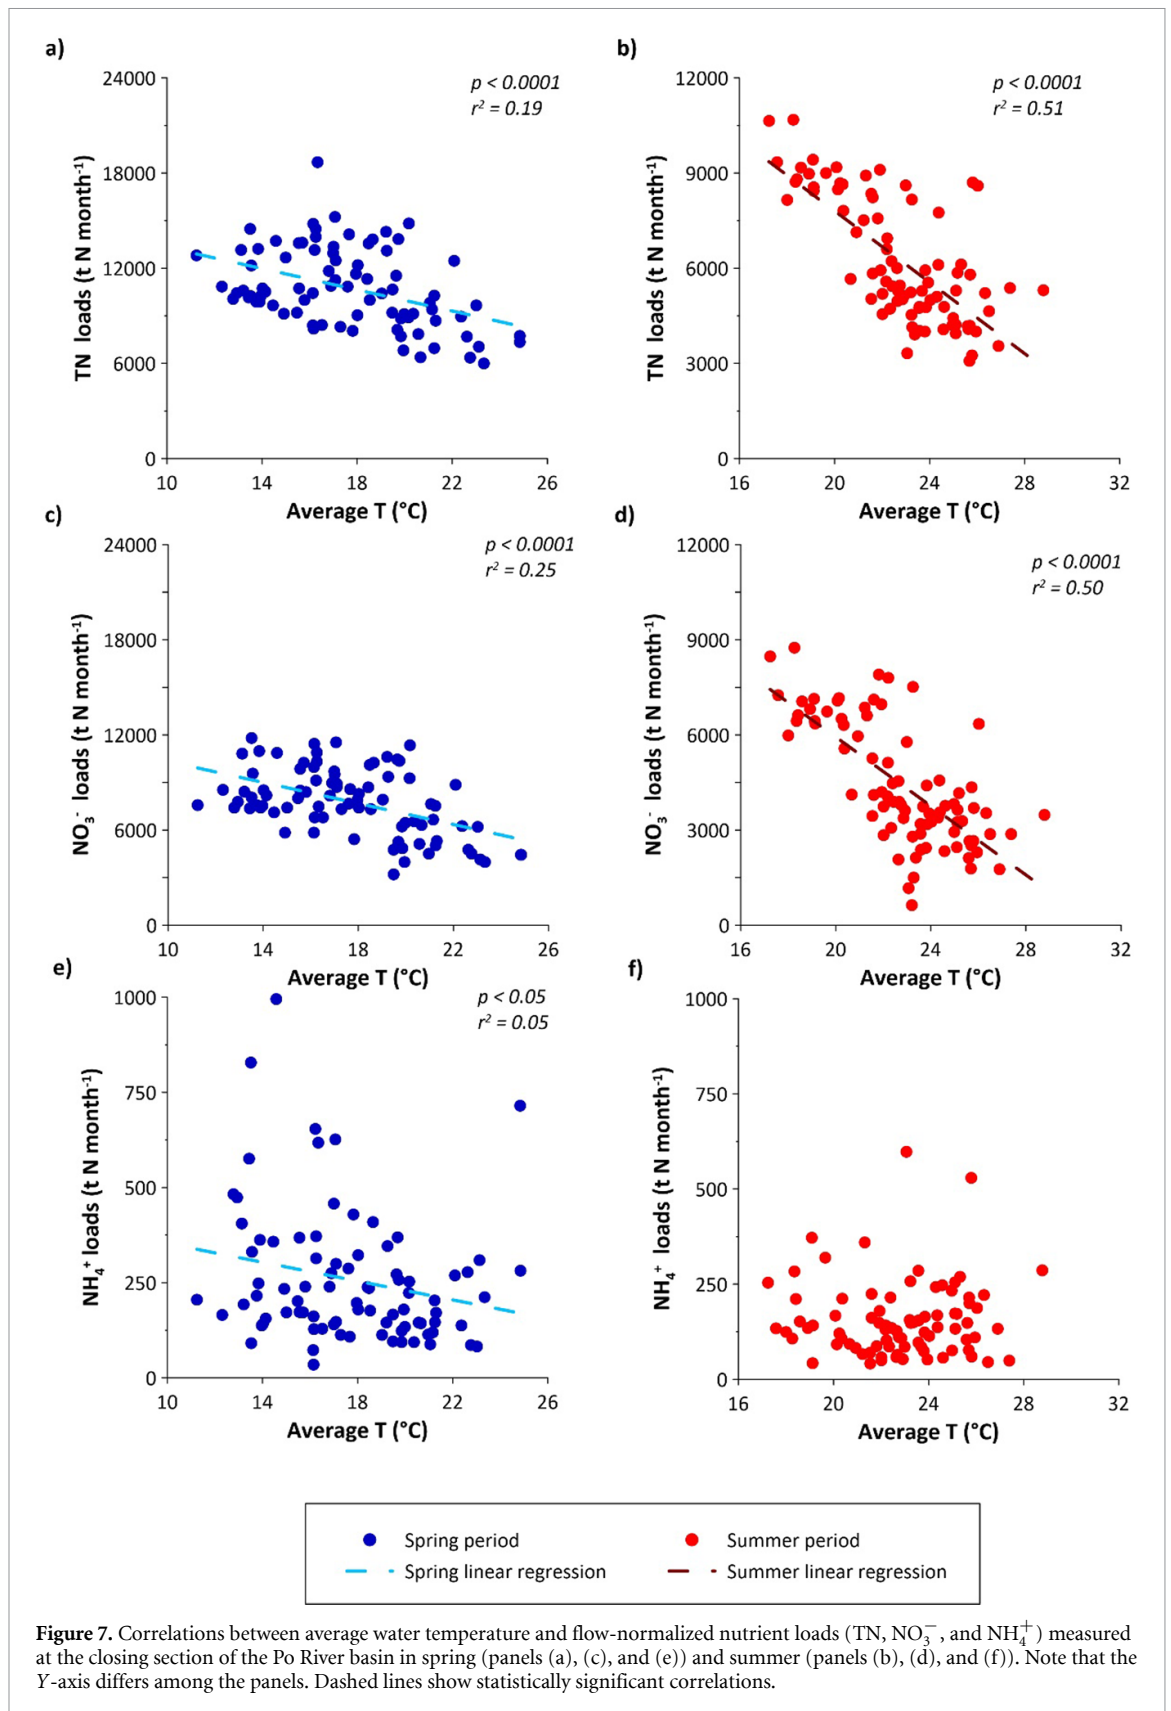 a)
p < 0.0001
r² = 0.19
TN loads (t N month⁻¹)
24000
18000
12000
6000
0
10 14 18 22 26
Average T (°C)
b)
p < 0.0001
r² = 0.51
TN loads (t N month⁻¹)
12000
9000
6000
3000
0
16 20 24 28 32
Average T (°C)
c)
p < 0.0001
r² = 0.25
NO₃⁻ loads (t N month⁻¹)
24000
18000
12000
6000
0
10 14 18 22 26
Average T (°C)
d)
p < 0.0001
r² = 0.50
NO₃⁻ loads (t N month⁻¹)
12000
9000
6000
3000
0
16 20 24 28 32
Average T (°C)
e)
p < 0.05
r² = 0.05
NH₄⁺ loads (t N month⁻¹)
1000
750
500
250
0
10 14 18 22 26
Average T (°C)
f)
NH₄⁺ loads (t N month⁻¹)
1000
750
500
250
0
16 20 24 28 32
Average T (°C)
Spring period
Summer period
Spring linear regression
Summer linear regression
Figure 7. Correlations between average water temperature and flow-normalized nutrient loads (TN, NO₃⁻, and NH₄⁺) measured
at the closing section of the Po River basin in spring (panels (a), (c), and (e)) and summer (panels (b), (d), and (f)). Note that the
Y-axis differs among the panels. Dashed lines show statistically significant correlations.